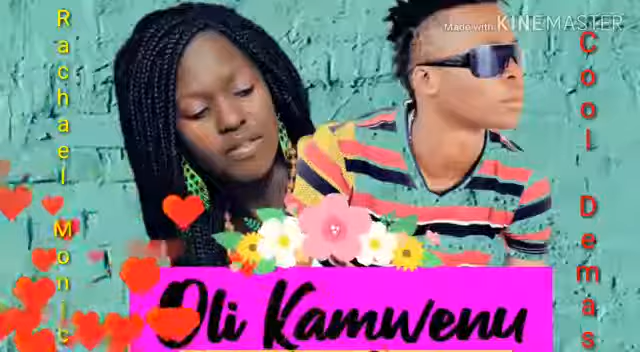 Made with KINEMASTER
Rachael Monic
Cool Demas
Oli Kamwenu